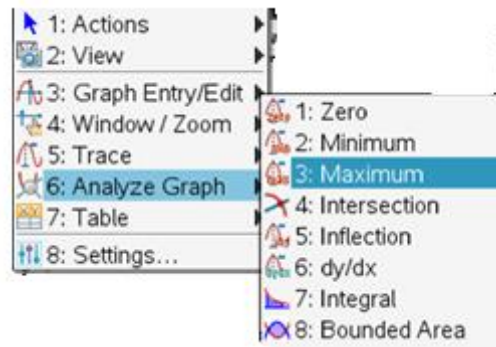 1: Actions
2: View
3: Graph Entry/Edit
4: Window / Zoom
5: Trace
6: Analyze Graph
7: Table
8: Settings...
1: Zero
2: Minimum
3: Maximum
4: Intersection
5: Inflection
6: dy/dx
7: Integral
8: Bounded Area